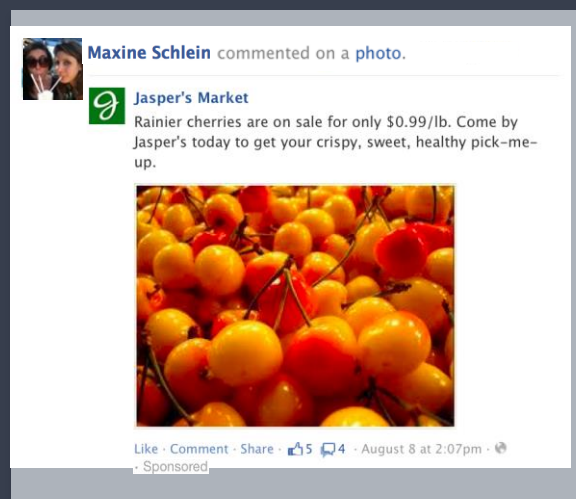 Maxine Schlein commented on a photo.
Jasper's Market
Rainier cherries are on sale for only $0.99/lb. Come by
Jasper's today to get your crispy, sweet, healthy pick-me-
up.
Like · Comment · Share · 5 4 · August 8 at 2:07pm ·
· Sponsored